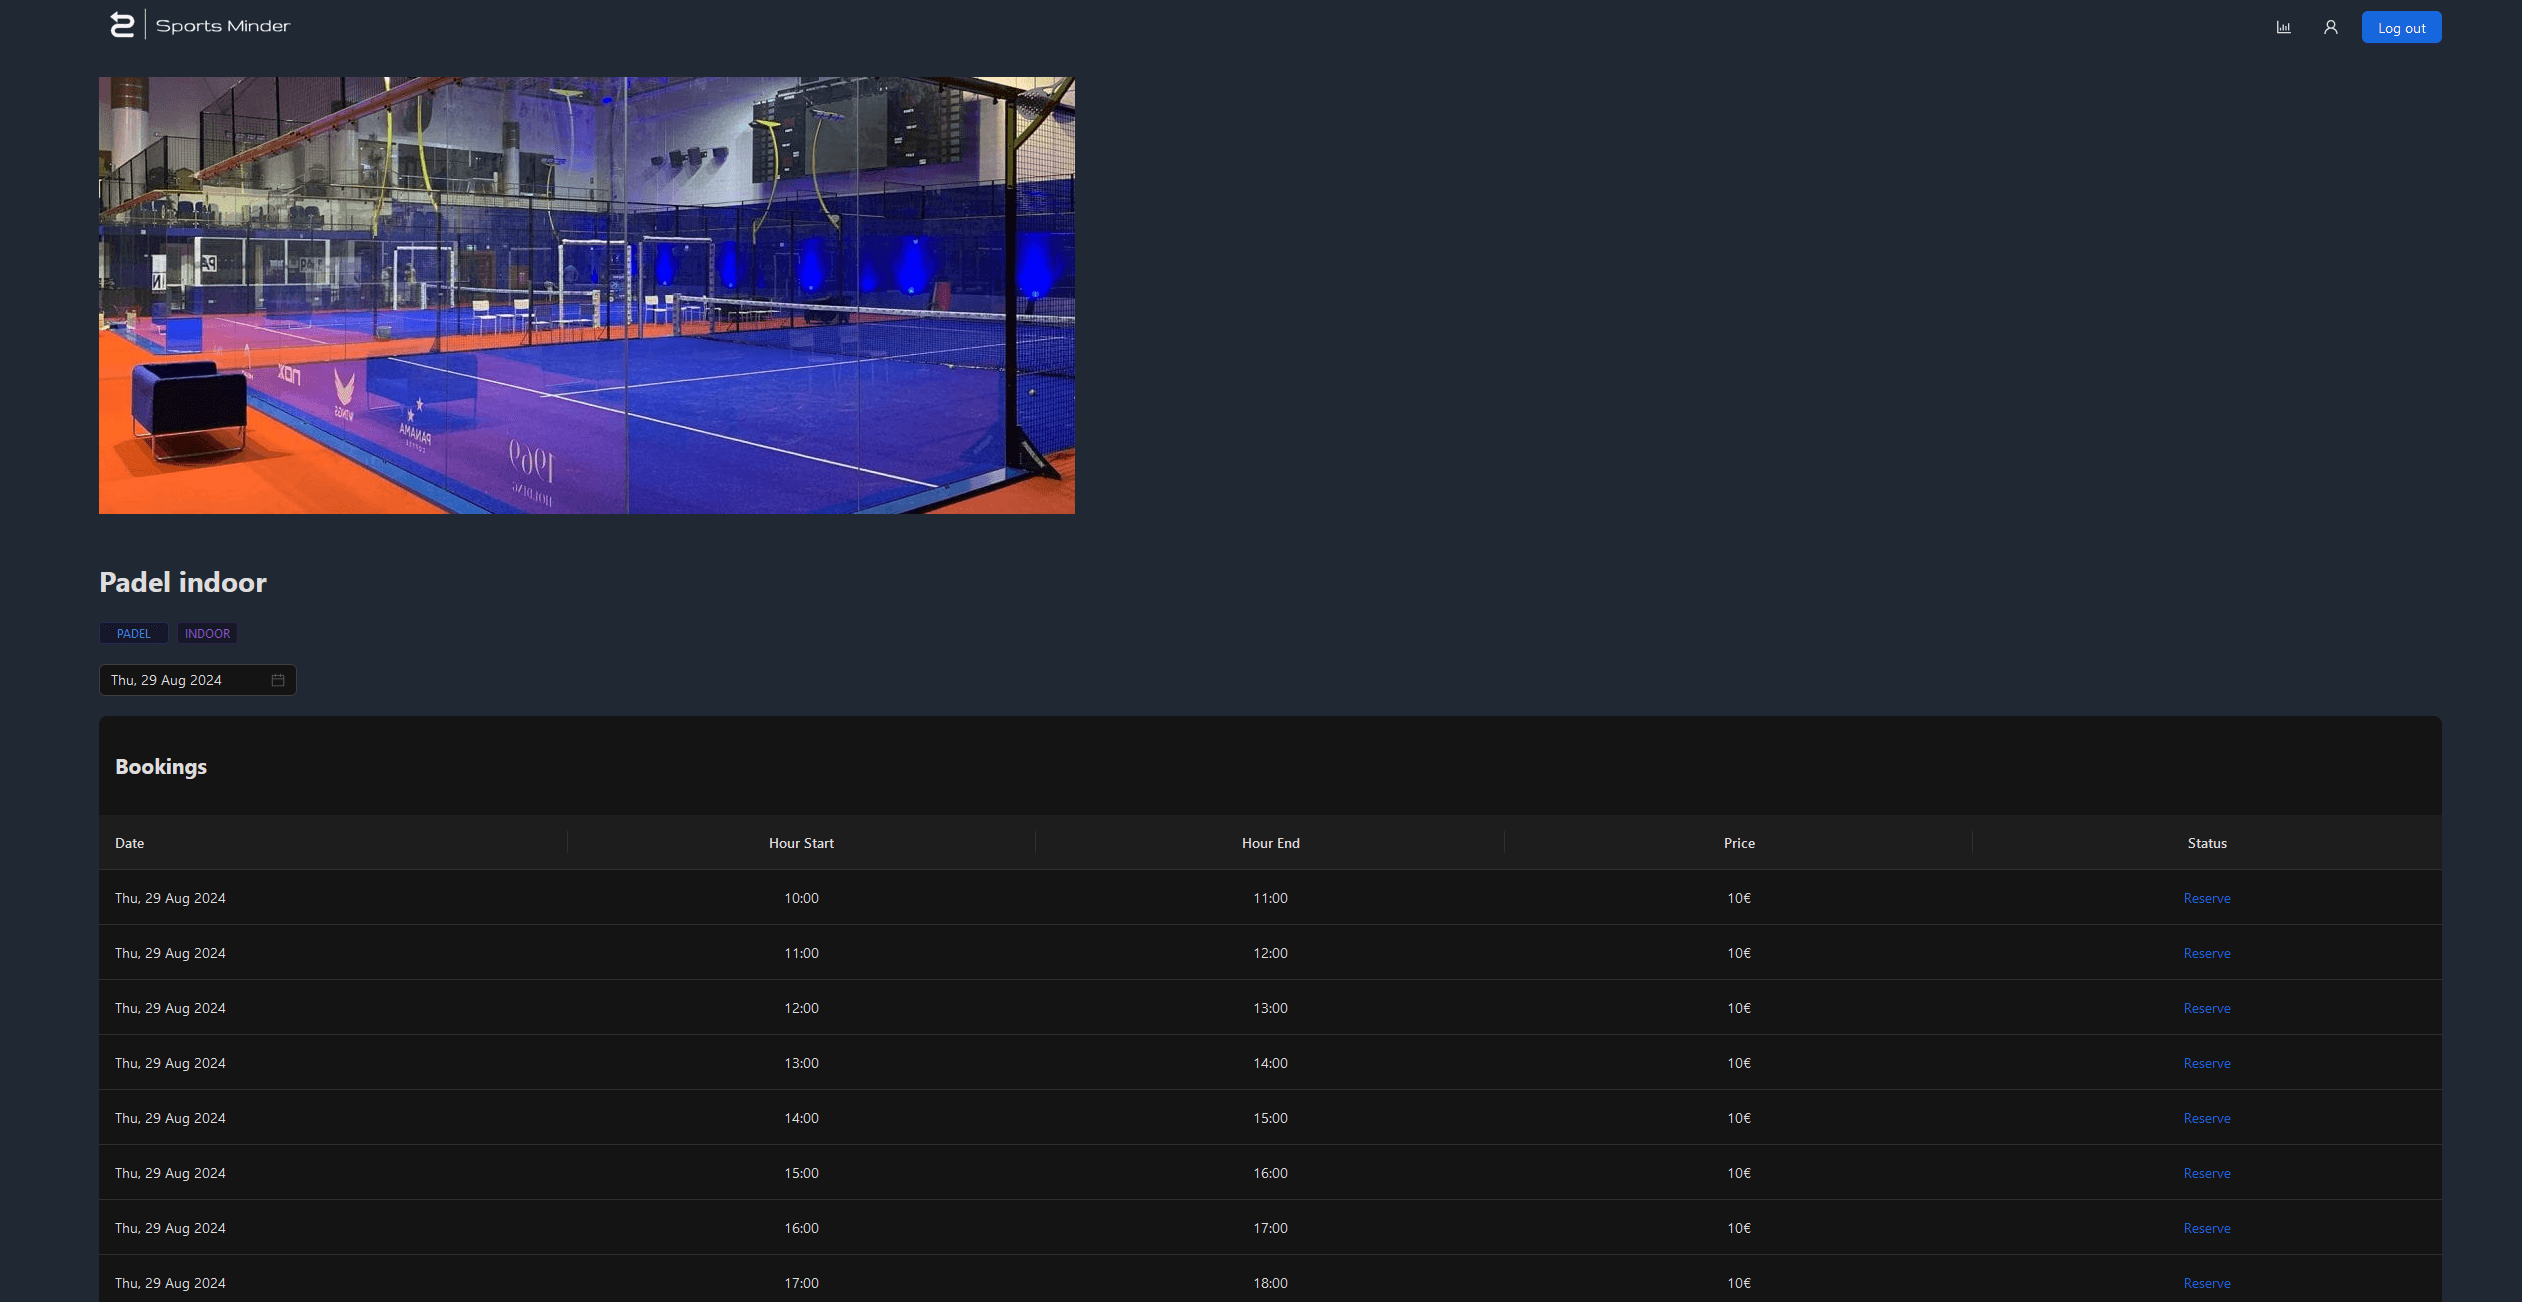 Sports Minder
Log out
nox
WINGS
PANAMA
1969
HOLDING
Padel indoor
PADEL INDOOR
Thu, 29 Aug 2024
Bookings
Date Hour Start Hour End Price Status
Thu, 29 Aug 2024 10:00 11:00 10€ Reserve
Thu, 29 Aug 2024 11:00 12:00 10€ Reserve
Thu, 29 Aug 2024 12:00 13:00 10€ Reserve
Thu, 29 Aug 2024 13:00 14:00 10€ Reserve
Thu, 29 Aug 2024 14:00 15:00 10€ Reserve
Thu, 29 Aug 2024 15:00 16:00 10€ Reserve
Thu, 29 Aug 2024 16:00 17:00 10€ Reserve
Thu, 29 Aug 2024 17:00 18:00 10€ Reserve